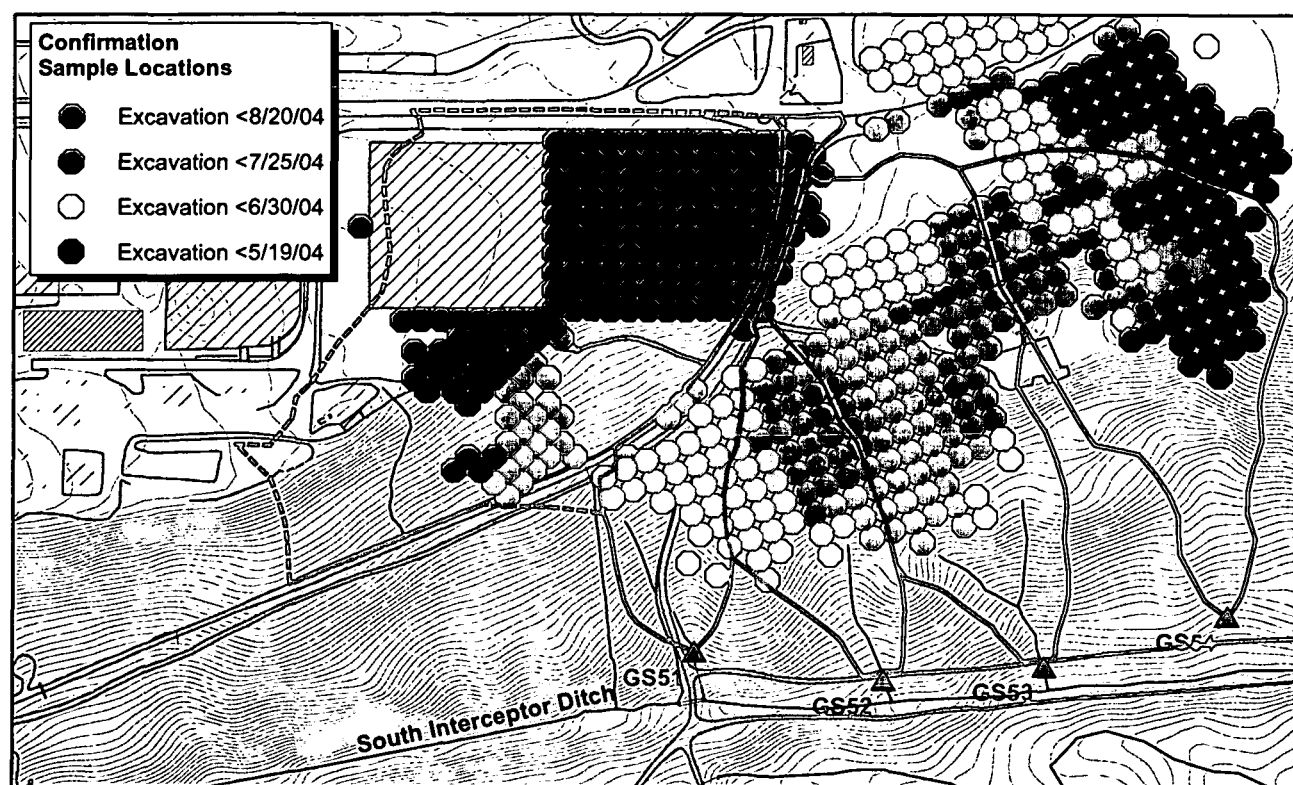 Confirmation
Sample Locations
Excavation <8/20/04
Excavation <7/25/04
Excavation <6/30/04
Excavation <5/19/04
GS51
GS52
GS53
GS54
South Interceptor Ditch